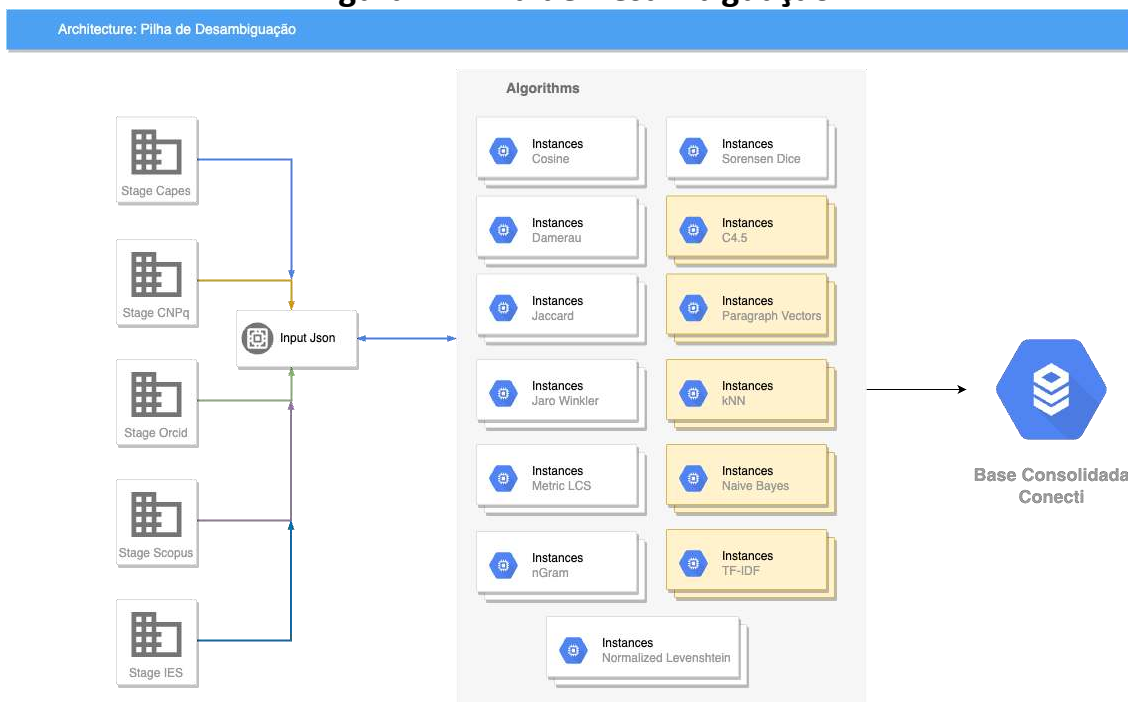 Architecture: Pilha de Desambiguação
Stage Capes
Stage CNPq
Stage Orcid
Stage Scopus
Stage IES
Input Json
Algorithms
Instances
Cosine
Instances
Sorensen Dice
Instances
Damerau
Instances
C4.5
Instances
Jaccard
Instances
Paragraph Vectors
Instances
Jaro Winkler
Instances
kNN
Instances
Metric LCS
Instances
Naive Bayes
Instances
nGram
Instances
TF-IDF
Instances
Normalized Levenshtein
Base Consolidada
Conecti